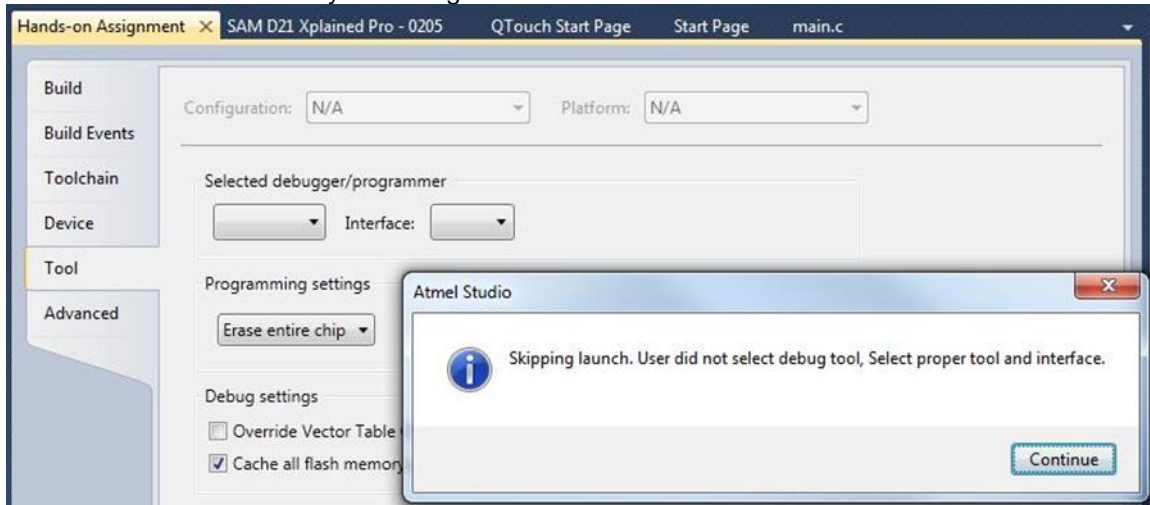 Hands-on Assignment SAM D21 Xplained Pro - 0205 QTouch Start Page Start Page main.c
Build
Configuration: N/A Platform: N/A
Build Events
Toolchain
Selected debugger/programmer
Device
Interface:
Tool
Programming settings
Advanced
Erase entire chip
Atmel Studio
Skipping launch. User did not select debug tool, Select proper tool and interface.
Debug settings
Override Vector Table
Cache all flash memory
Continue